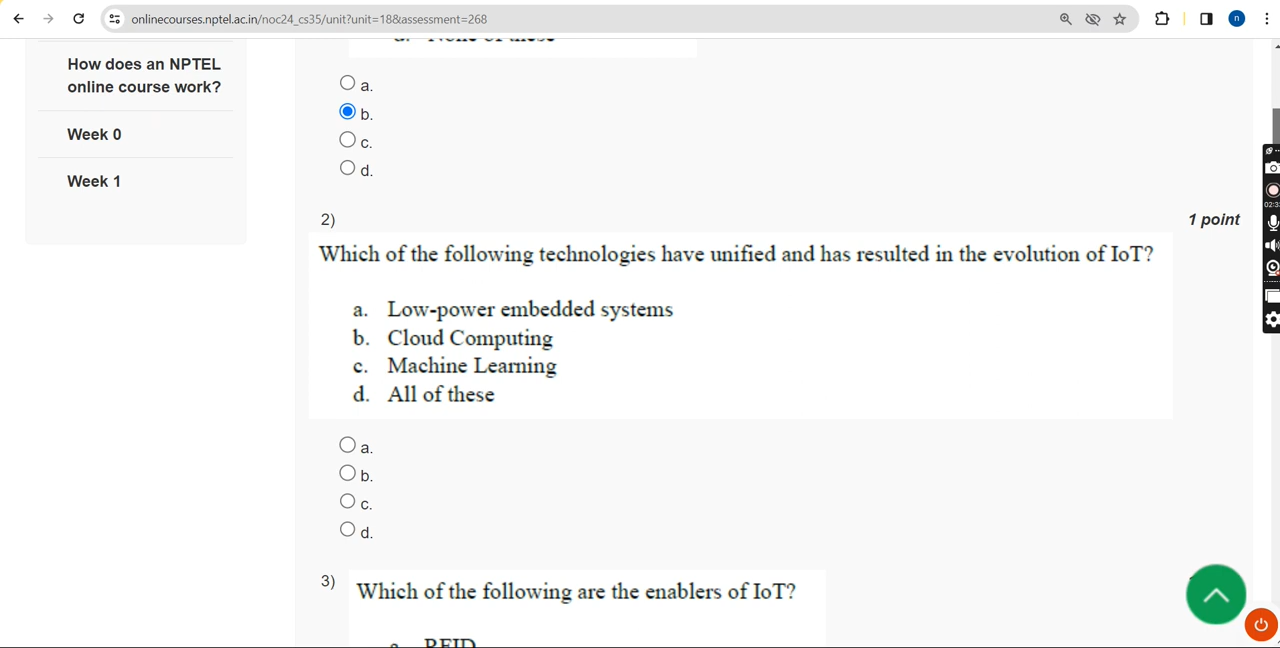 onlinecourses.nptel.ac.in/noc24_cs35/unit?unit=18&assessment=268
n
How does an NPTEL
online course work?
Week 0
Week 1
a.
b.
c.
d.
2)
1 point
Which of the following technologies have unified and has resulted in the evolution of IoT?
a. Low-power embedded systems
b. Cloud Computing
c. Machine Learning
d. All of these
a.
b.
c.
d.
3)
Which of the following are the enablers of IoT?
a. RFID